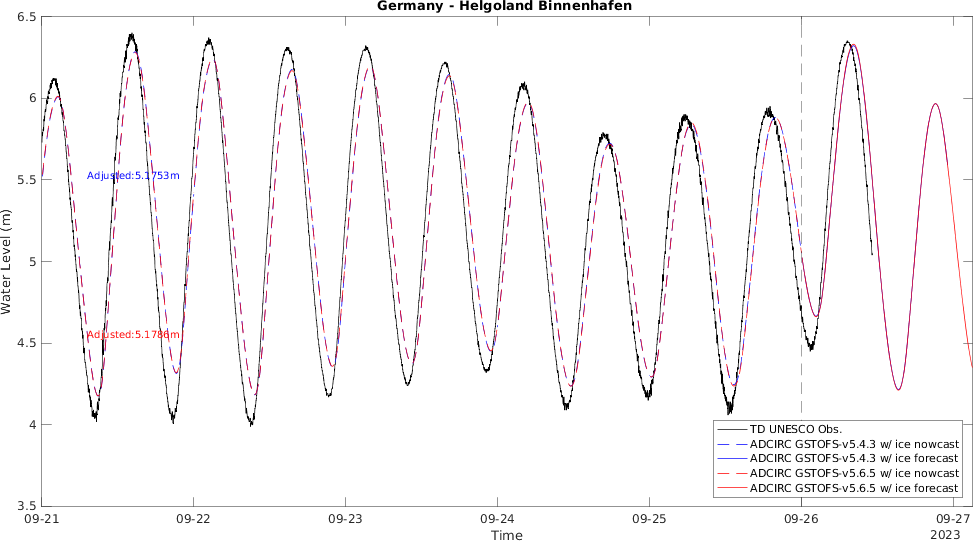 Germany - Helgoland Binnenhafen
6.5
6
5.5
5
4.5
4
3.5
Water Level (m)
Adjusted:5.1753m
Adjusted:5.1786m
TD UNESCO Obs.
ADCIRC GSTOFS-v5.4.3 w/ ice nowcast
ADCIRC GSTOFS-v5.4.3 w/ ice forecast
ADCIRC GSTOFS-v5.6.5 w/ ice nowcast
ADCIRC GSTOFS-v5.6.5 w/ ice forecast
09-21 09-22 09-23 09-24 09-25 09-26 09-27
Time
2023